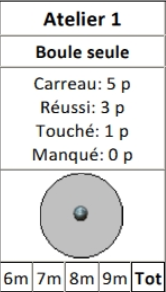 Atelier 1
Boule seule
Carreau: 5 p
Réussi: 3 p
Touché: 1 p
Manqué: 0 p
6m 7m 8m 9m Tot